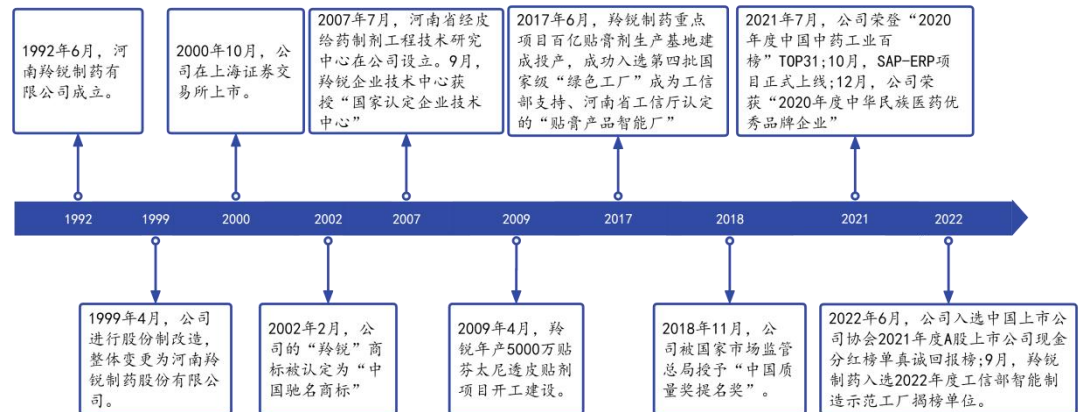 1992年6月，河
南羚锐制药有
限公司成立。
2000年10月，公
司在上海证券交
易所上市。
2007年7月，河南省经皮
给药制剂工程技术研究
中心在公司设立。9月，
羚锐企业技术中心获
授“国家认定企业技术
中心”
2017年6月，羚锐制药重点
项目百亿贴膏剂生产基地建
成投产，成功入选第四批国
家级“绿色工厂”成为工信
部支持、河南省工信厅认定
的“贴膏产品智能厂”
2021年7月，公司荣登“2020
年度中国中药工业百
榜”TOP31;10月，SAP-ERP项
目正式上线;12月，公司荣
获“2020年度中华民族医药优
秀品牌企业”
1992 1999 2000 2002 2007 2009 2017 2018 2021 2022
1999年4月，公司
进行股份制改造，
整体变更为河南羚
锐制药股份有限公
司。
2002年2月，公
司的“羚锐”商
标被认定为“中
国驰名商标”
2009年4月，羚
锐年产5000万贴
芬太尼透皮贴剂
项目开工建设。
2018年11月，公
司被国家市场监管
总局授予“中国质
量奖提名奖”。
2022年6月，公司入选中国上市公
司协会2021年度A股上市公司现金
分红榜单真诚回报榜;9月，羚锐
制药入选2022年度工信部智能制
造示范工厂揭榜单位。